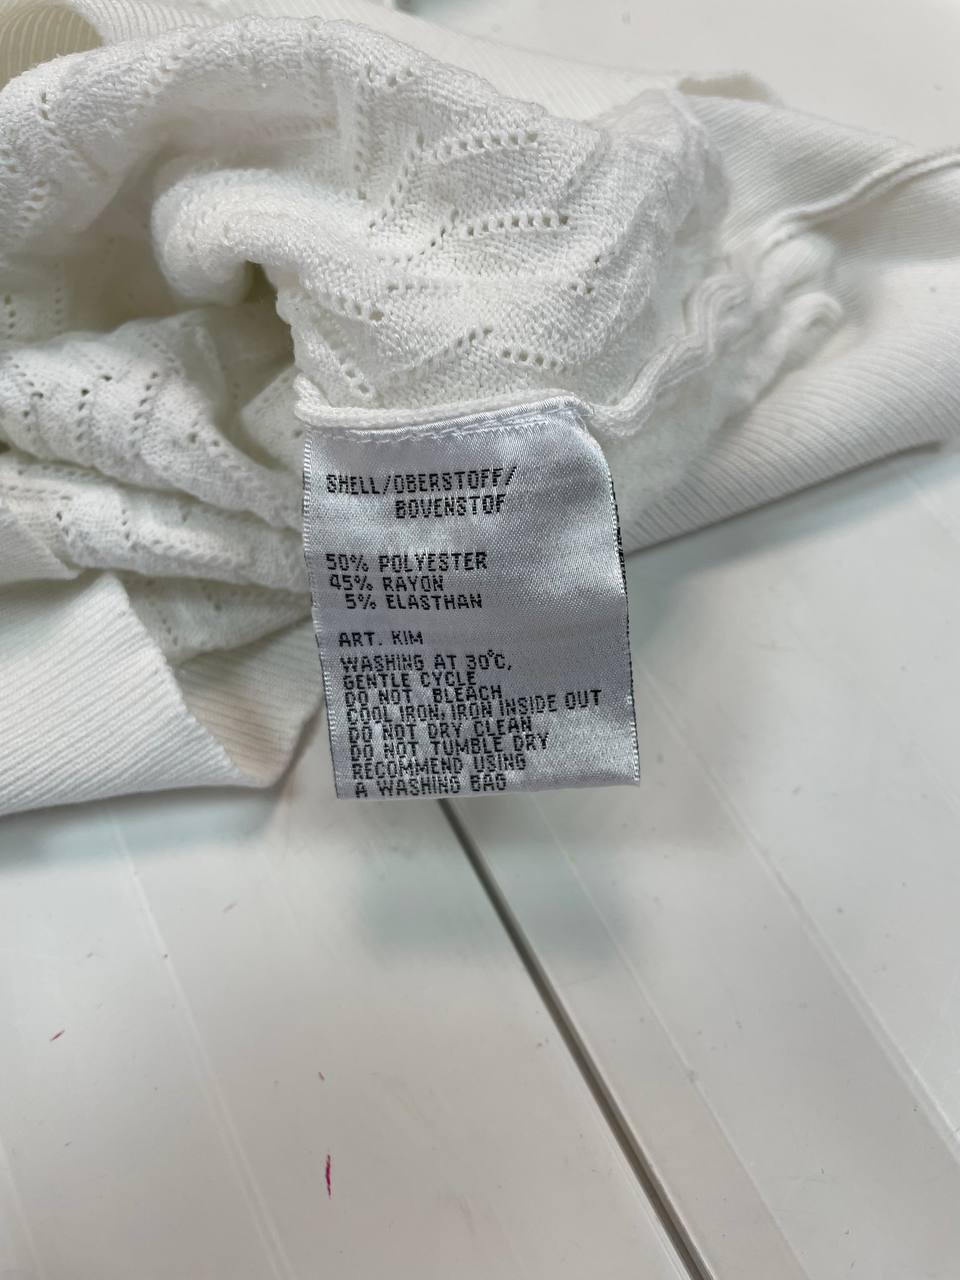 SHELL/OBERSTOFF/
BOVENSTOF
50% POLYESTER
45% RAYON
5% ELASTHAN
ART. KIM
WASHING AT 30°C,
GENTLE CYCLE
DO NOT BLEACH
COOL IRON, IRON INSIDE OUT
DO NOT DRY CLEAN
DO NOT TUMBLE DRY
RECOMMEND USING
A WASHING BAG